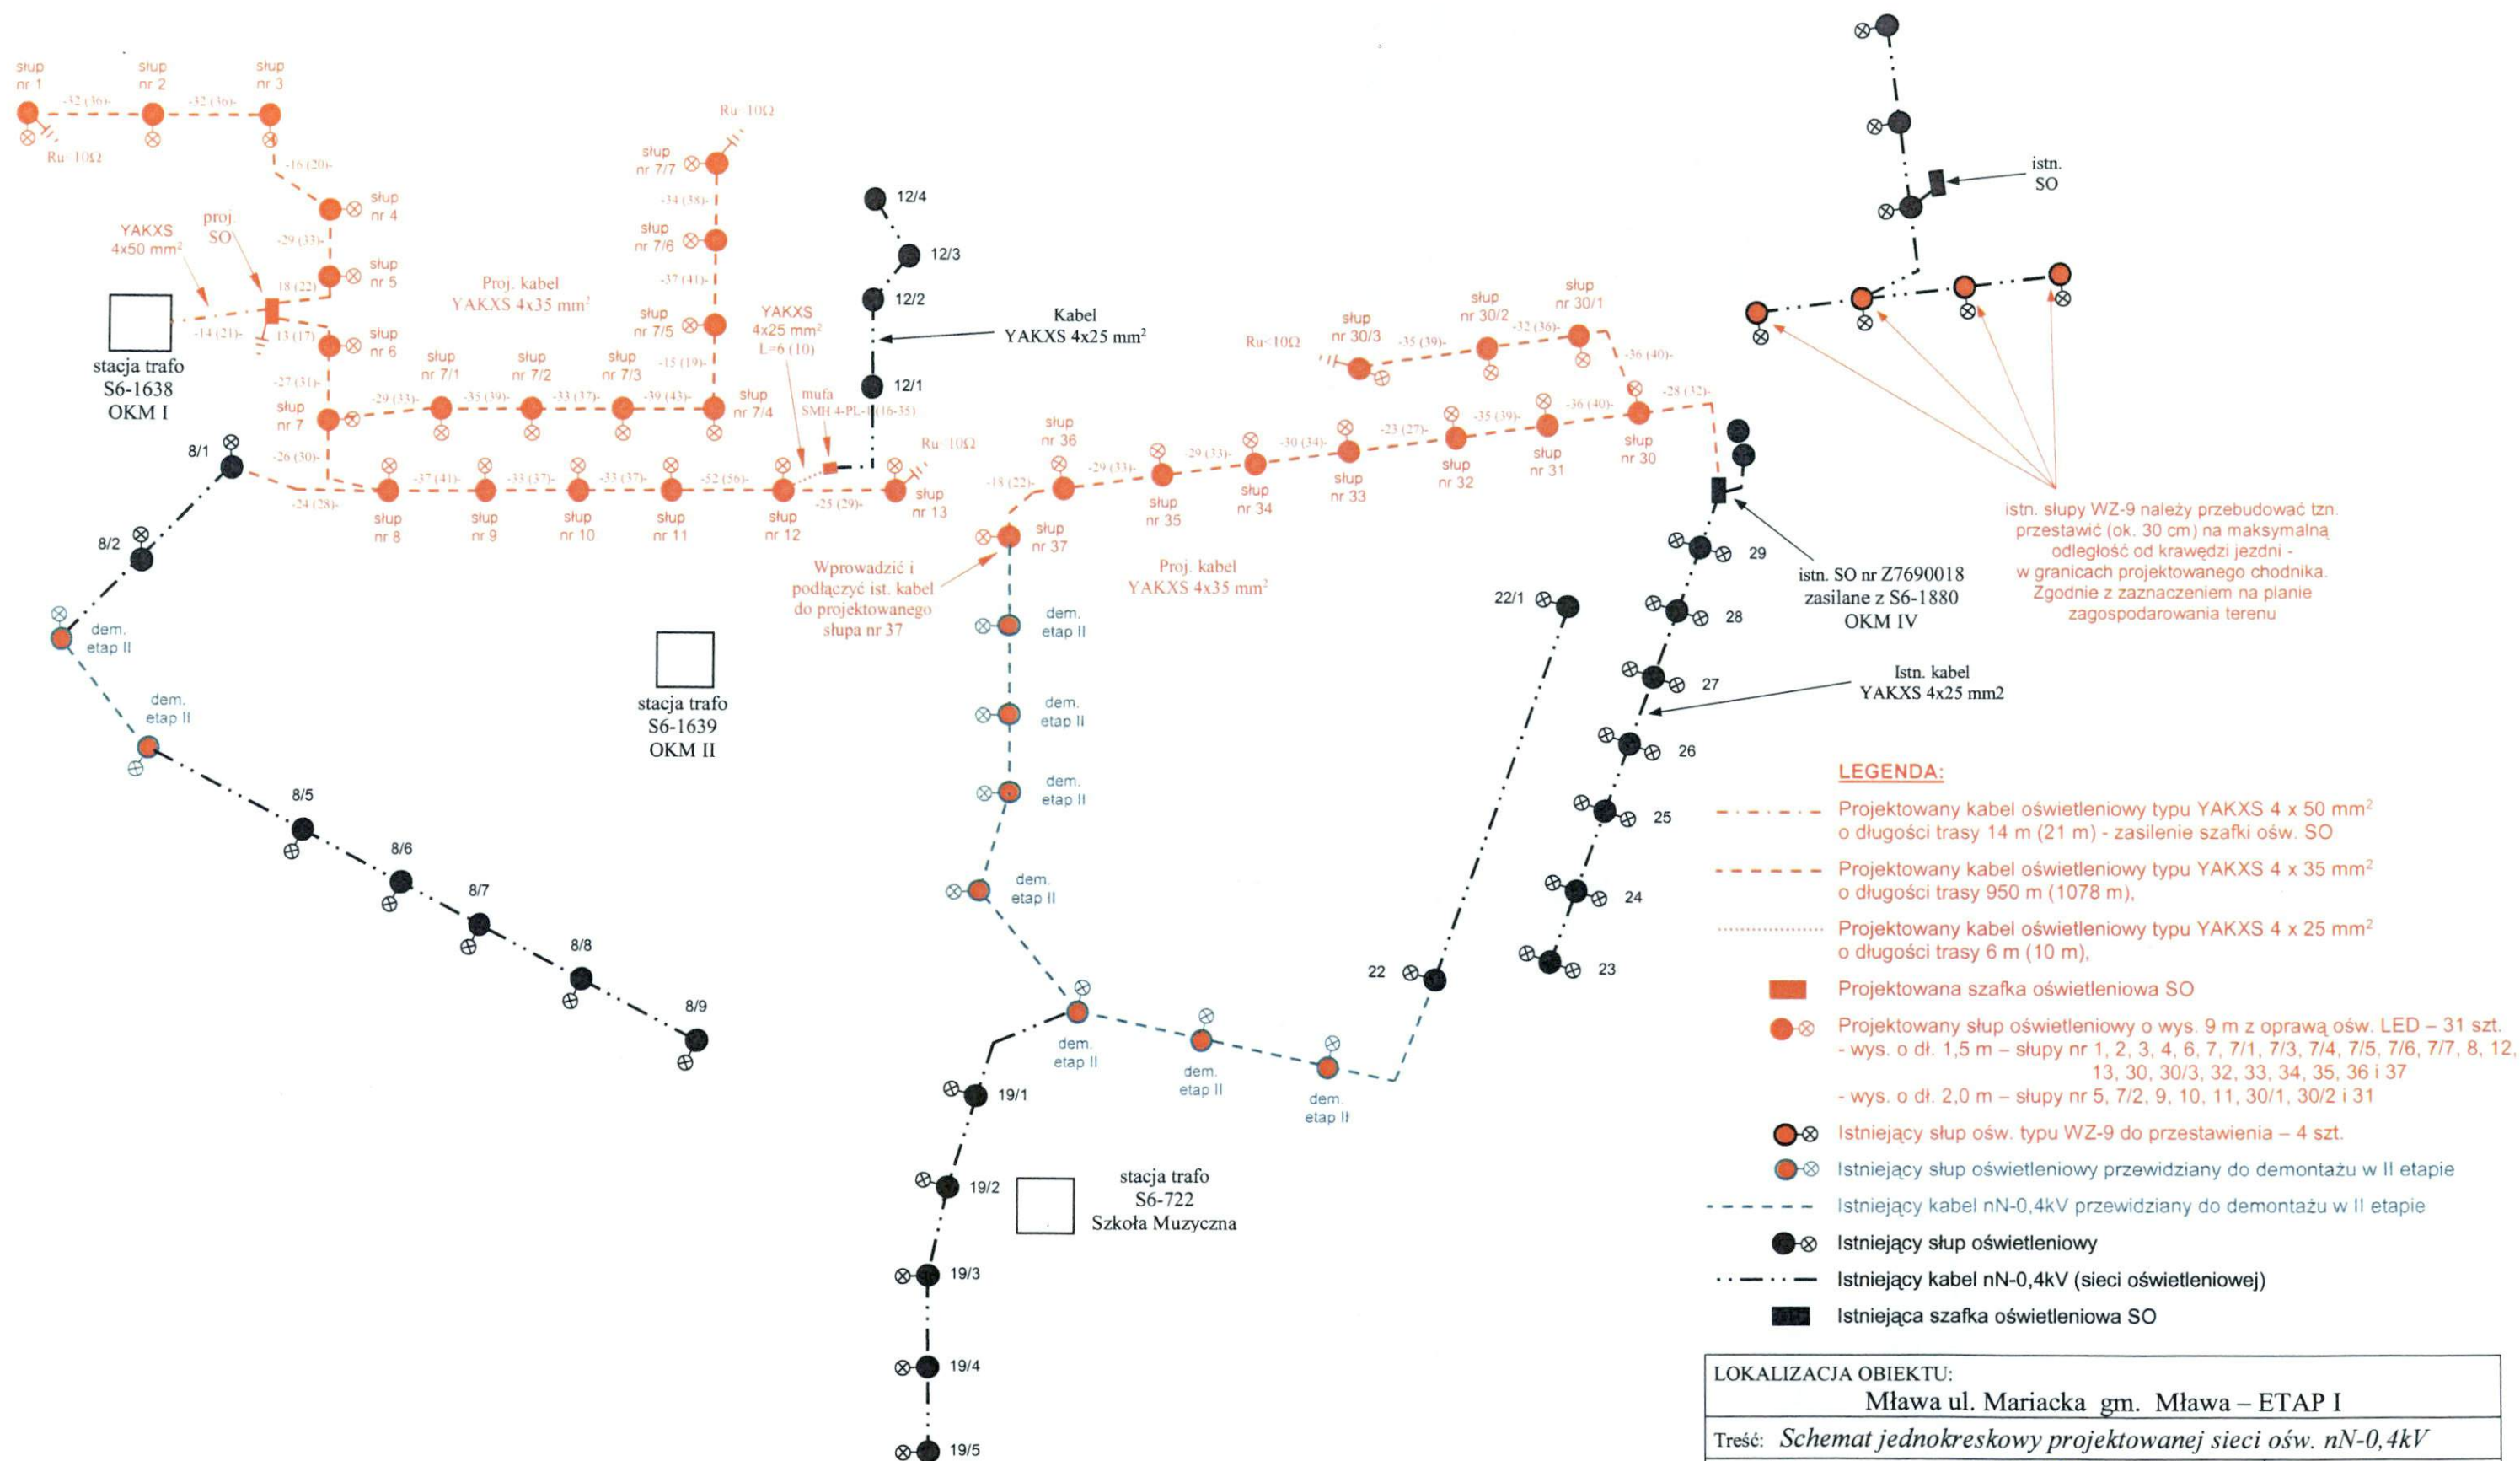 słup
nr 1
słup
nr 2
słup
nr 3
-32 (36)-
-32 (36)-
Ru<10Ω
-16 (20)-
słup
nr 4
-29 (33)-
słup
nr 5
YAKXS
4x50 mm²
proj.
SO
18 (22)
-14 (21)-
13 (17)
słup
nr 6
-27 (31)-
słup
nr 7
-26 (30)-
stacja trafo
S6-1638
OKM I
Proj. kabel
YAKXS 4x35 mm²
Ru<10Ω
słup
nr 7/7
-34 (38)-
słup
nr 7/6
-37 (41)-
słup
nr 7/5
-15 (19)-
słup
nr 7/4
słup
nr 7/1
słup
nr 7/2
słup
nr 7/3
-29 (33)-
-35 (39)-
-33 (37)-
-39 (43)-
YAKXS
4x25 mm²
L=6 (10)
mufa
12/4
12/3
12/2
12/1
Kabel
YAKXS 4x25 mm²
Ru<10Ω
8/1
8/2
-24 (28)-
-37 (41)-
-33 (37)-
-33 (37)-
-52 (56)-
-25 (29)-
słup
nr 8
słup
nr 9
słup
nr 10
słup
nr 11
słup
nr 12
słup
nr 13
dem.
etap II
dem.
etap II
8/5
8/6
8/7
8/8
8/9
stacja trafo
S6-1639
OKM II
Wprowadzić i
podłączyć ist. kabel
do projektowanego
słupa nr 37
słup
nr 37
-18 (22)-
słup
nr 36
-29 (33)-
słup
nr 35
-29 (33)-
słup
nr 34
-30 (34)-
słup
nr 33
-23 (27)-
słup
nr 32
-35 (39)-
słup
nr 31
-36 (40)-
słup
nr 30
-28 (32)-
-36 (40)-
słup
nr 30/1
-32 (36)-
słup
nr 30/2
-35 (39)-
słup
nr 30/3
Ru<10Ω
Proj. kabel
YAKXS 4x35 mm²
dem.
etap II
dem.
etap II
dem.
etap II
dem.
etap II
dem.
etap II
dem.
etap II
dem.
etap II
19/1
19/2
19/3
19/4
19/5
stacja trafo
S6-722
Szkoła Muzyczna
22/1
22
29
28
27
26
25
24
23
istn. SO nr Z7690018
zasilane z S6-1880
OKM IV
Istn. kabel
YAKXS 4x25 mm2
istn.
SO
istn. słupy WZ-9 należy przebudować tzn.
przestawić (ok. 30 cm) na maksymalną
odległość od krawędzi jezdni -
w granicach projektowanego chodnika.
Zgodnie z zaznaczeniem na planie
zagospodarowania terenu
LEGENDA:
Projektowany kabel oświetleniowy typu YAKXS 4 x 50 mm²
o długości trasy 14 m (21 m) - zasilenie szafki ośw. SO
Projektowany kabel oświetleniowy typu YAKXS 4 x 35 mm²
o długości trasy 950 m (1078 m),
Projektowany kabel oświetleniowy typu YAKXS 4 x 25 mm²
o długości trasy 6 m (10 m),
Projektowana szafka oświetleniowa SO
Projektowany słup oświetleniowy o wys. 9 m z oprawą ośw. LED – 31 szt.
- wys. o dł. 1,5 m – słupy nr 1, 2, 3, 4, 6, 7, 7/1, 7/3, 7/4, 7/5, 7/6, 7/7, 8, 12,
13, 30, 30/3, 32, 33, 34, 35, 36 i 37
- wys. o dł. 2,0 m – słupy nr 5, 7/2, 9, 10, 11, 30/1, 30/2 i 31
Istniejący słup ośw. typu WZ-9 do przestawienia – 4 szt.
Istniejący słup oświetleniowy przewidziany do demontażu w II etapie
Istniejący kabel nN-0,4kV przewidziany do demontażu w II etapie
Istniejący słup oświetleniowy
Istniejący kabel nN-0,4kV (sieci oświetleniowej)
Istniejąca szafka oświetleniowa SO
LOKALIZACJA OBIEKTU:
Mława ul. Mariacka gm. Mława – ETAP I
Treść: Schemat jednokreskowy projektowanej sieci ośw. nN-0,4kV